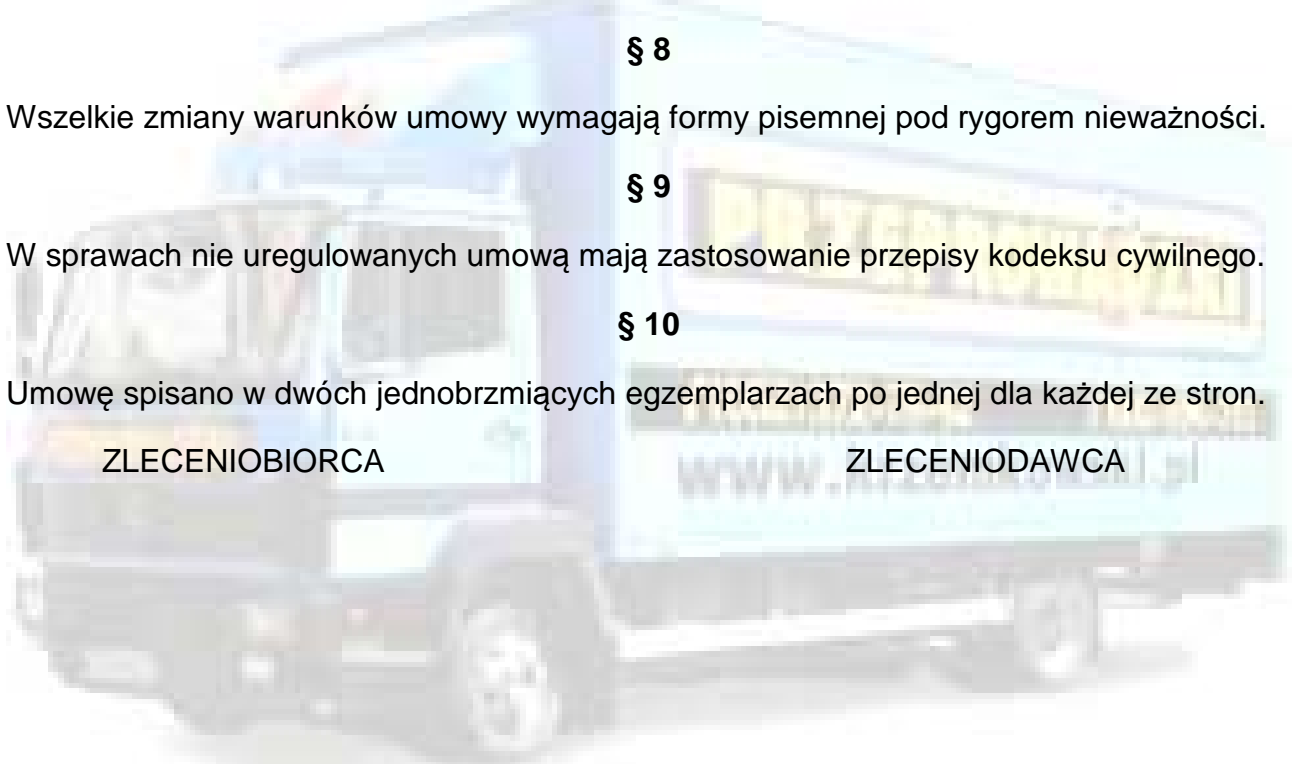 § 8
Wszelkie zmiany warunków umowy wymagają formy pisemnej pod rygorem nieważności.
§ 9
W sprawach nie uregulowanych umową mają zastosowanie przepisy kodeksu cywilnego.
PRZEPROWADZKI
§ 10
Umowę spisano w dwóch jednobrzmiących egzemplarzach po jednej dla każdej ze stron.
ZLECENIOBIORCA ZLECENIODAWCA